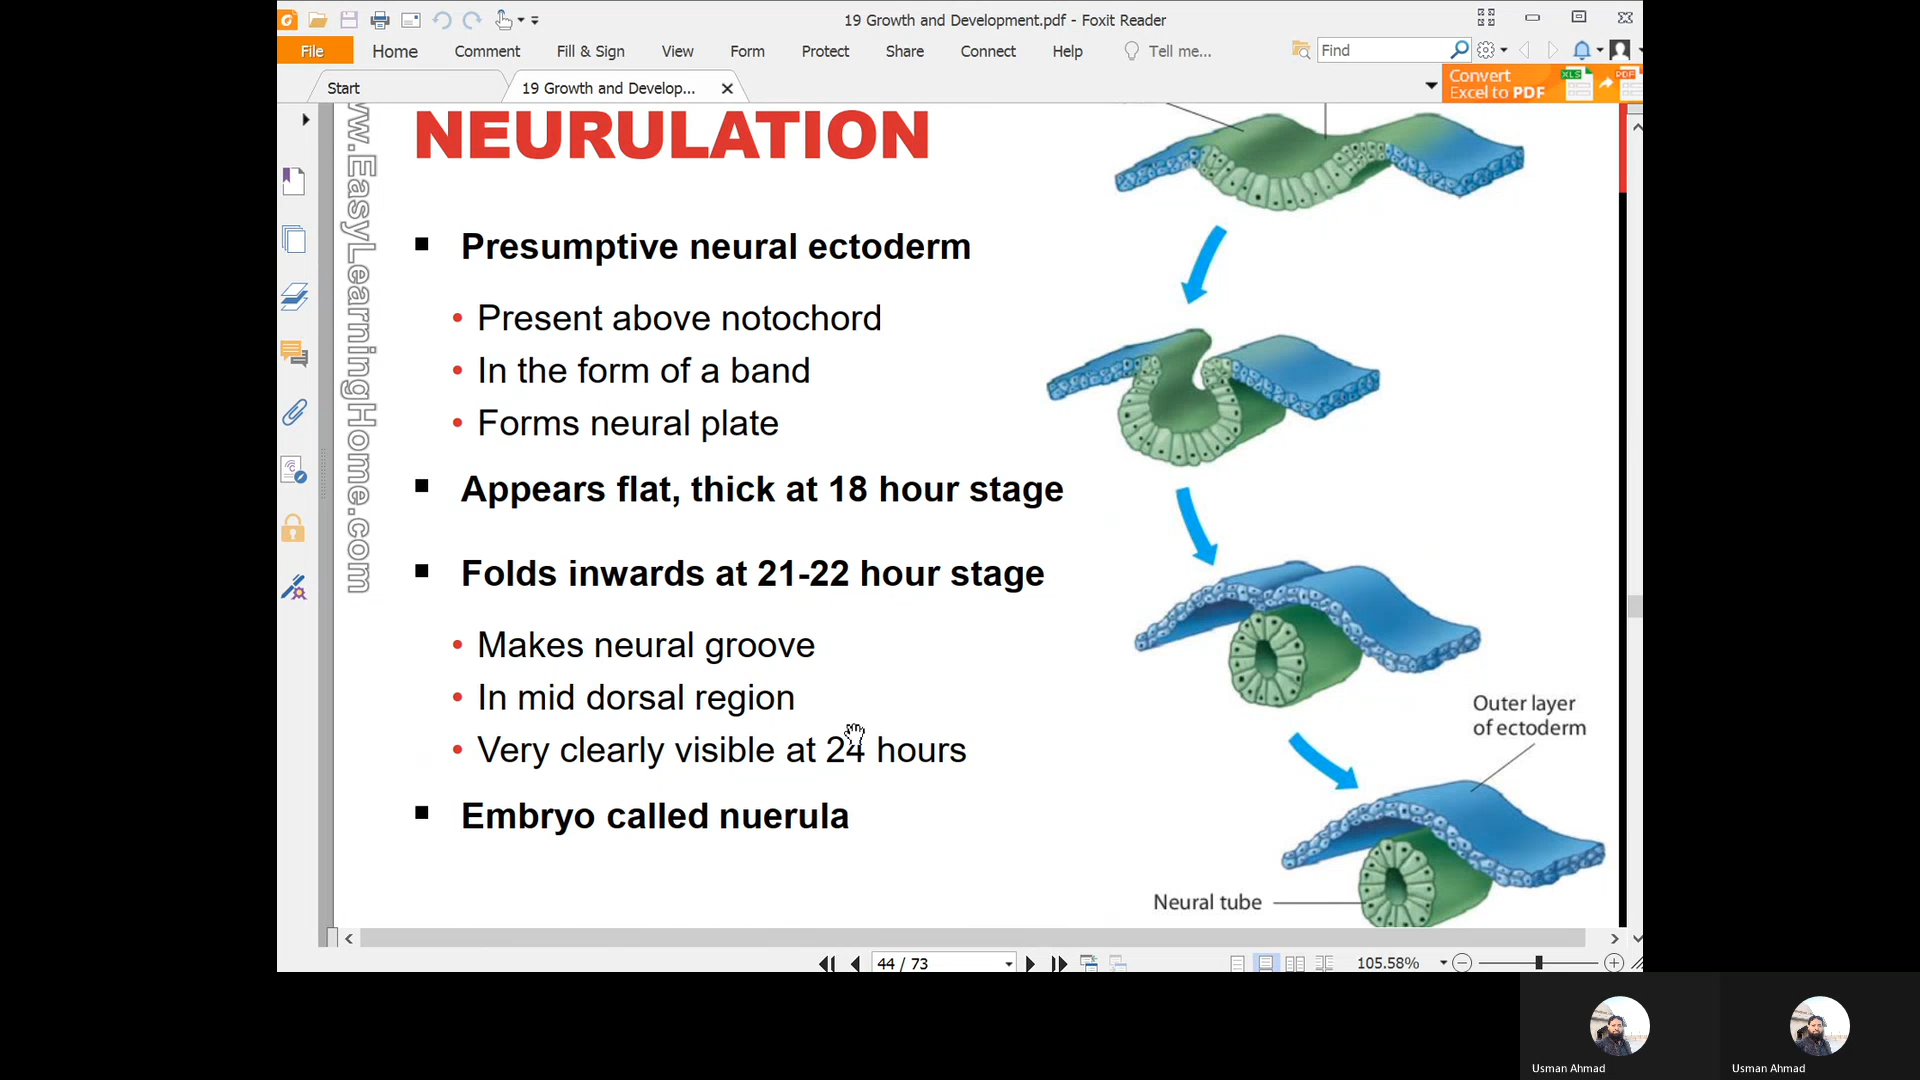 19 Growth and Development.pdf - Foxit Reader
File Home Comment Fill & Sign View Form Protect Share Connect Help Tell me... Find
Start 19 Growth and Develop...
Convert
Excel to PDF
XLS PDF
w.EasyLearningHome.com
NEURULATION
Presumptive neural ectoderm
Present above notochord
In the form of a band
Forms neural plate
Appears flat, thick at 18 hour stage
Folds inwards at 21-22 hour stage
Makes neural groove
In mid dorsal region
Very clearly visible at 24 hours
Embryo called nuerula
Outer layer
of ectoderm
Neural tube
44 / 73
105.58%
Usman Ahmad
Usman Ahmad